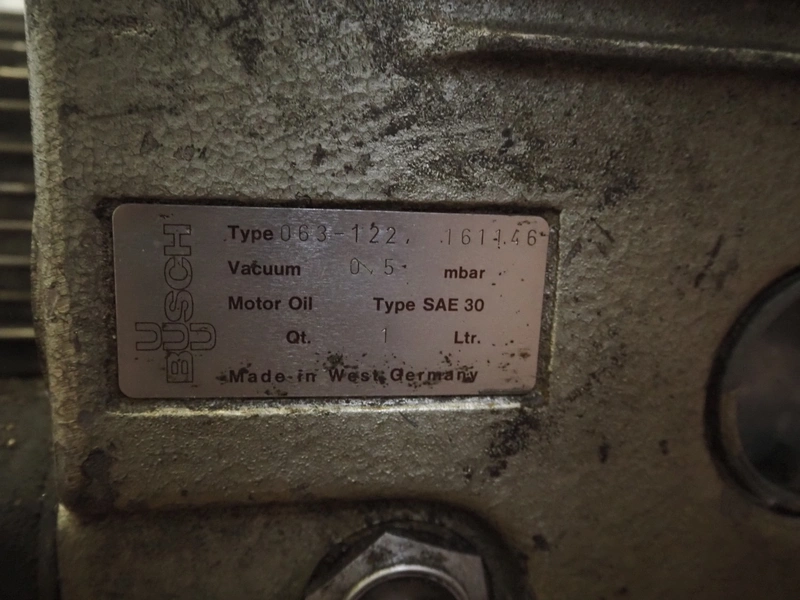 BUSCH
Type 063-122. 161146
Vacuum 0.5 mbar
Motor Oil Type SAE 30
Qt. 1 Ltr.
Made in West Germany